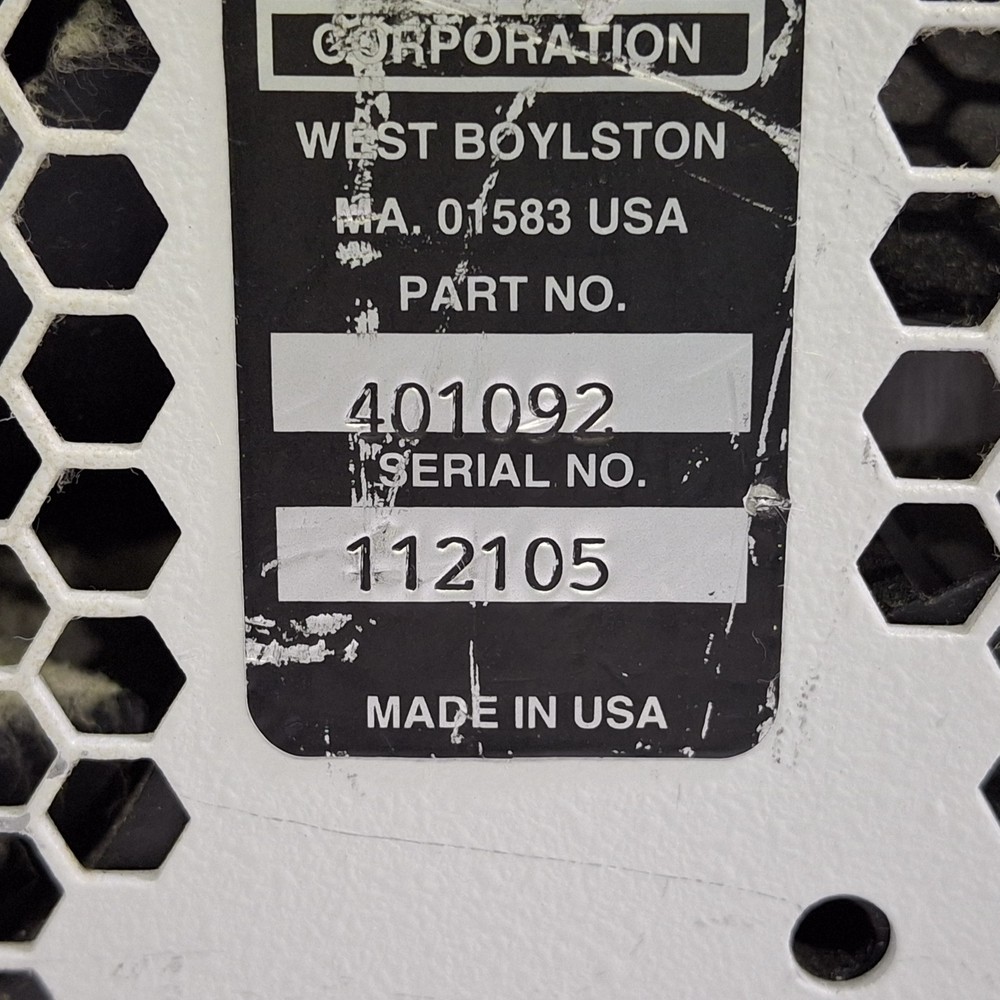 CORPORATION
WEST BOYLSTON
MA. 01583 USA
PART NO.
401092
SERIAL NO.
112105
MADE IN USA